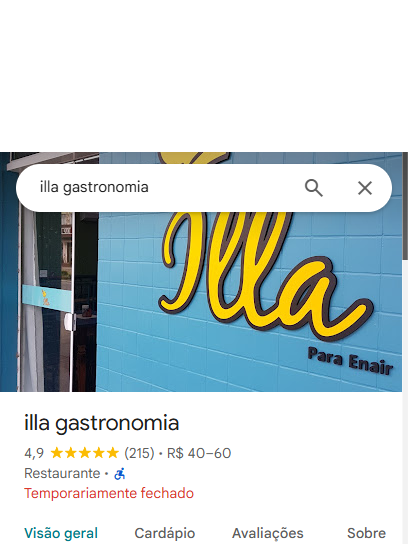 illa gastronomia
illa
Para Enair
illa gastronomia
4,9 ★★★★★ (215) • R$ 40–60
Restaurante •
Temporariamente fechado
Visão geral Cardápio Avaliações Sobre